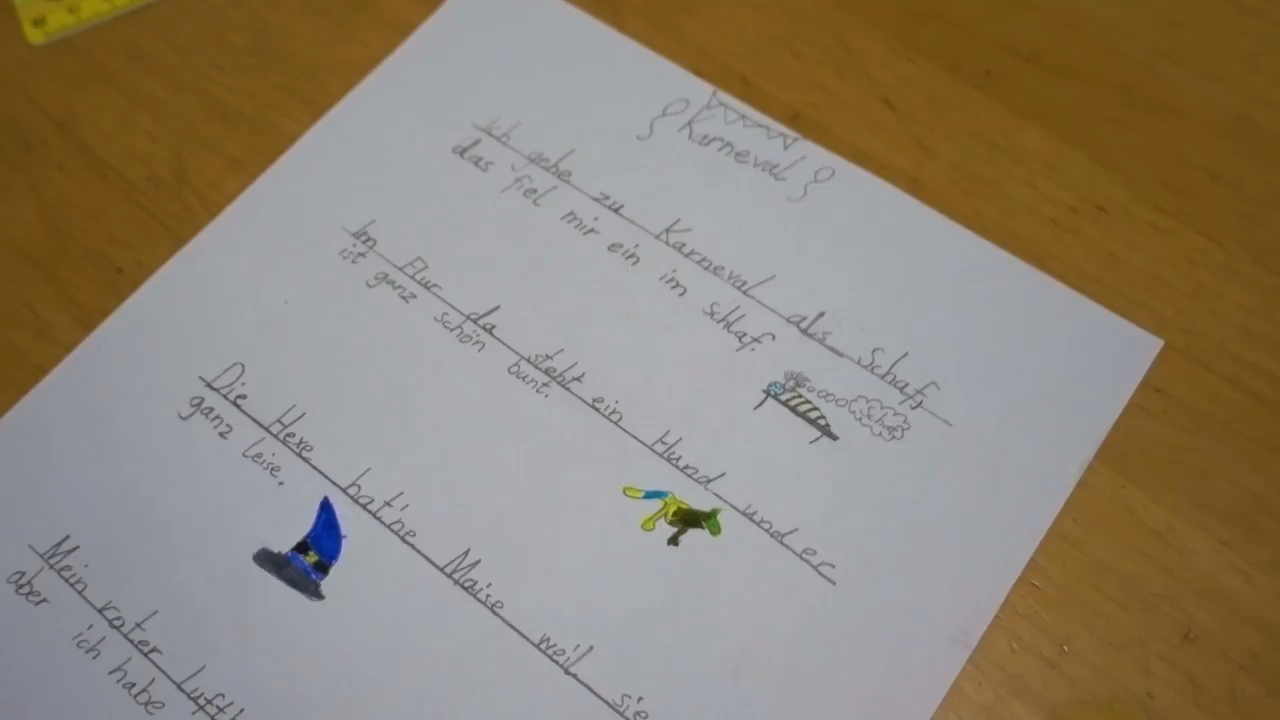 Karneval
Ich gehe zu Karneval als Schaf,
das fiel mir ein im schlaf.
Schaf
Im Flur da steht ein Hund under
ist ganz schön bunt.
Die Hexe hat'ne Maise weil sie
ganz leise.
Mein roter Luft
aber ich habe